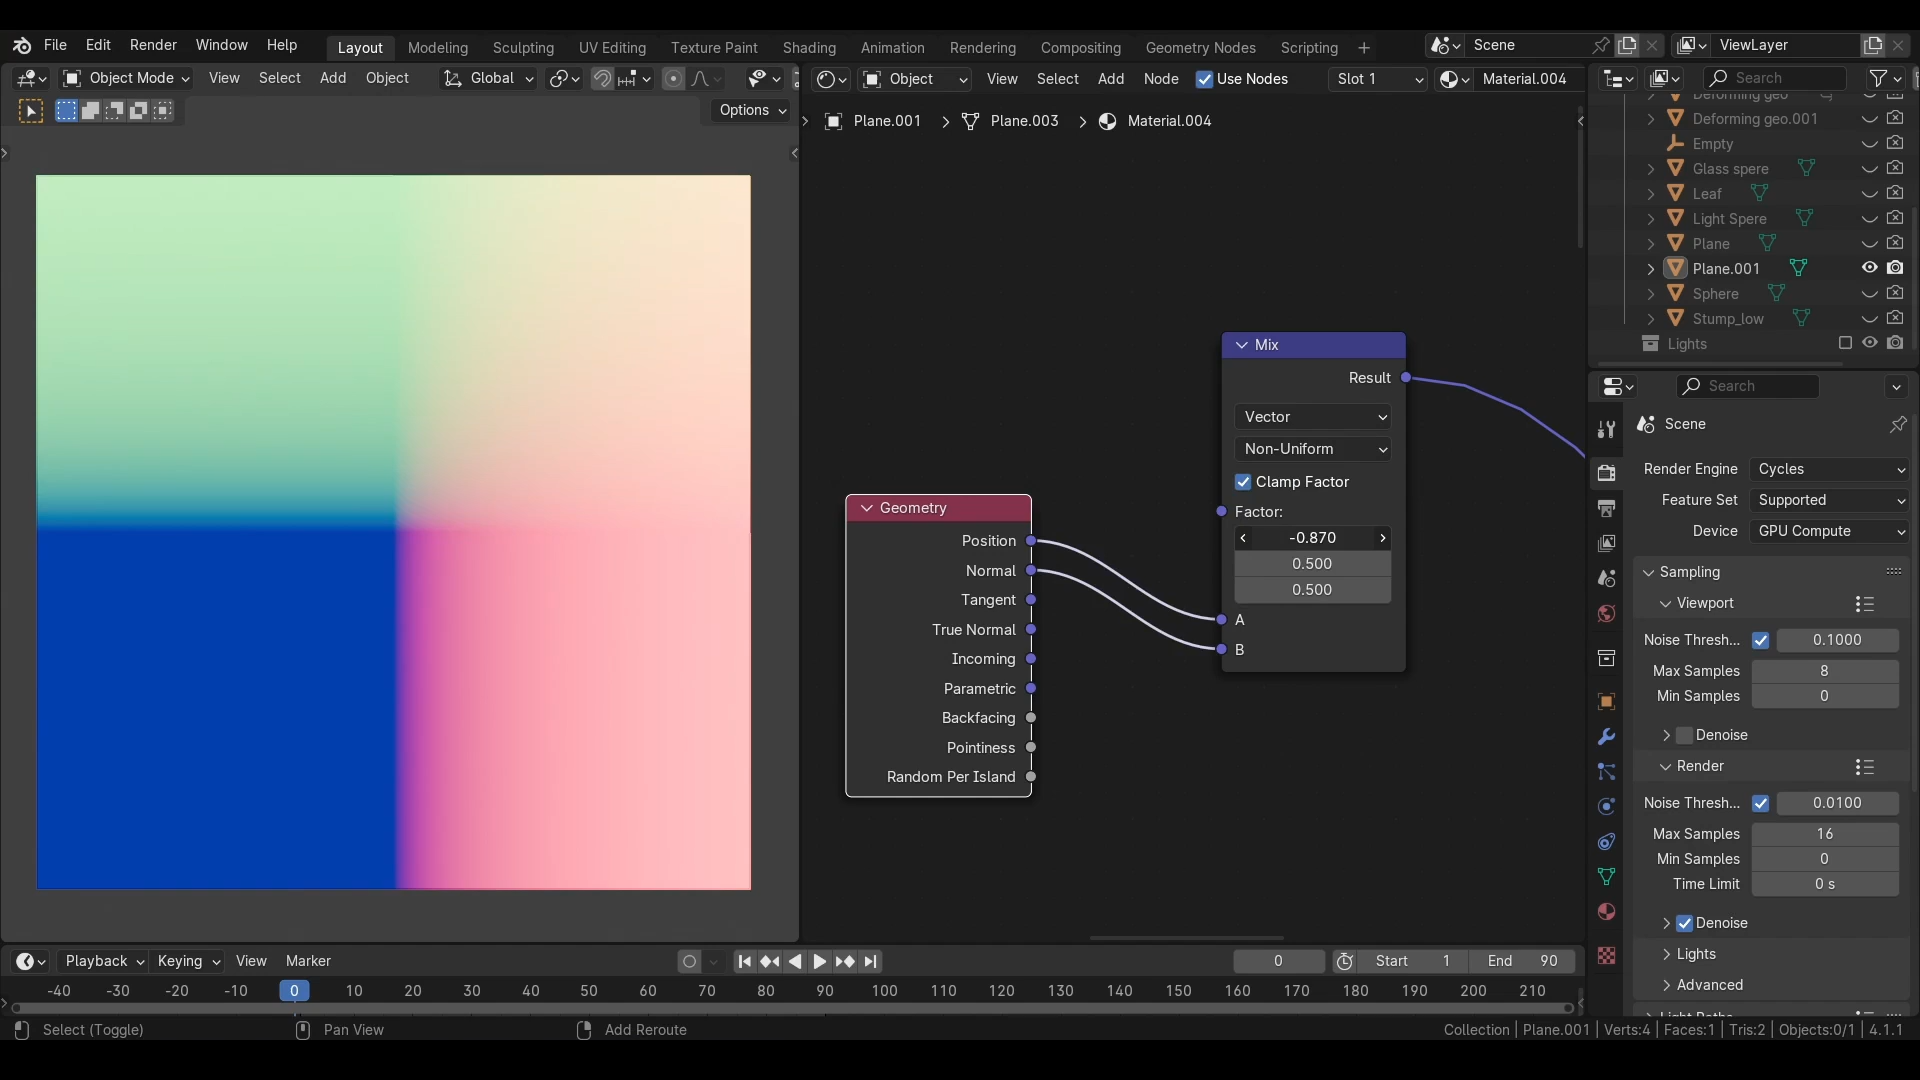 File Edit Render Window Help Layout Modeling Sculpting UV Editing Texture Paint Shading Animation Rendering Compositing Geometry Nodes Scripting + Scene ViewLayer
Object Mode View Select Add Object Global Object View Select Add Node Use Nodes Slot 1 Material.004 Search
Options
Plane.001 > Plane.003 > Material.004
Deforming geo
Deforming geo.001
Empty
Glass spere
Leaf
Light Spere
Plane
Plane.001
Sphere
Stump_low
Lights
Mix
Result
Vector
Non-Uniform
Clamp Factor
Factor:
-0.870
0.500
0.500
A
B
Geometry
Position
Normal
Tangent
True Normal
Incoming
Parametric
Backfacing
Pointiness
Random Per Island
Search
Scene
Render Engine Cycles
Feature Set Supported
Device GPU Compute
Sampling
Viewport
Noise Thresh... 0.1000
Max Samples 8
Min Samples 0
Denoise
Render
Noise Thresh... 0.0100
Max Samples 16
Min Samples 0
Time Limit 0 s
Denoise
Lights
Advanced
Playback Keying View Marker 0 Start 1 End 90
-40 -30 -20 -10 0 10 20 30 40 50 60 70 80 90 100 110 120 130 140 150 160 170 180 190 200 210
Select (Toggle) Pan View Add Reroute Collection | Plane.001 | Verts:4 | Faces:1 | Tris:2 | Objects:0/1 | 4.1.1